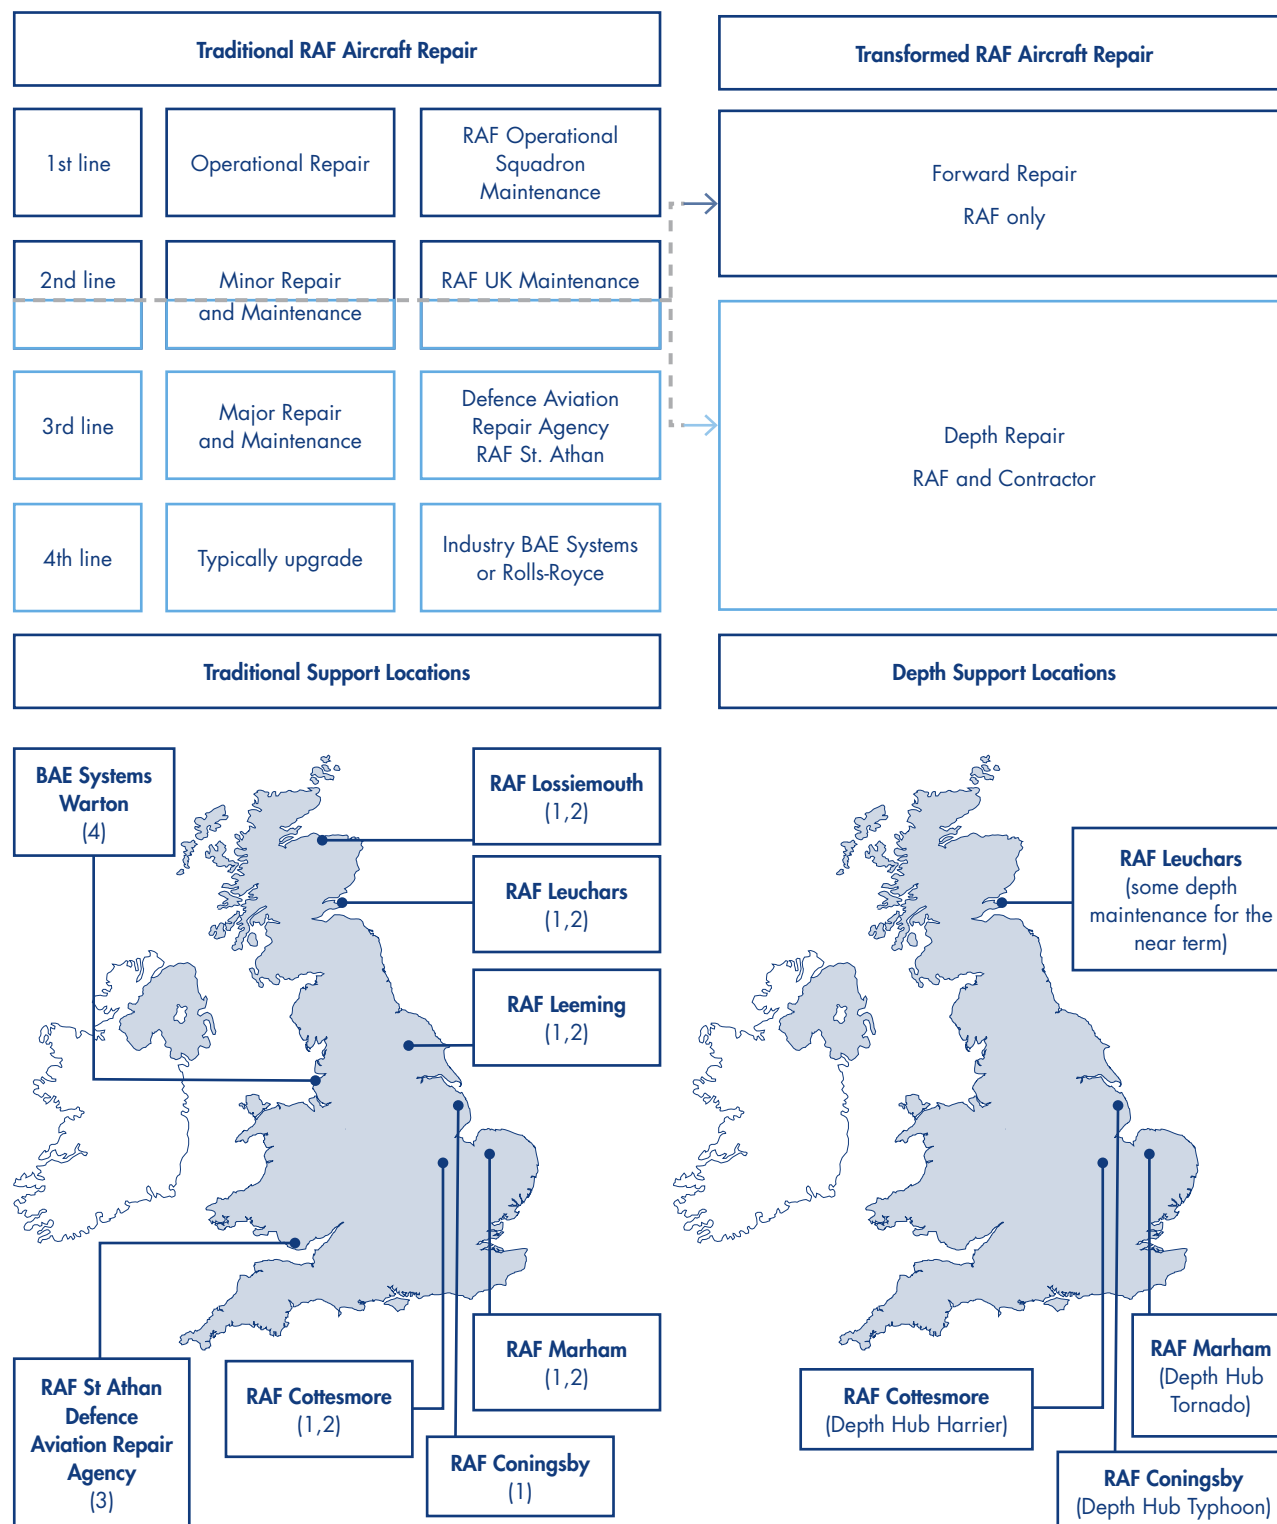 Traditional RAF Aircraft Repair
Transformed RAF Aircraft Repair
1st line
Operational Repair
RAF Operational
Squadron
Maintenance
2nd line
Minor Repair
and Maintenance
RAF UK Maintenance
3rd line
Major Repair
and Maintenance
Defence Aviation
Repair Agency
RAF St. Athan
4th line
Typically upgrade
Industry BAE Systems
or Rolls-Royce
Forward Repair
RAF only
Depth Repair
RAF and Contractor
Traditional Support Locations
Depth Support Locations
BAE Systems
Warton
(4)
RAF Lossiemouth
(1,2)
RAF Leuchars
(1,2)
RAF Leeming
(1,2)
RAF Marham
(1,2)
RAF St Athan
Defence
Aviation Repair
Agency
(3)
RAF Cottesmore
(1,2)
RAF Coningsby
(1)
RAF Leuchars
(some depth
maintenance for the
near term)
RAF Marham
(Depth Hub
Tornado)
RAF Cottesmore
(Depth Hub Harrier)
RAF Coningsby
(Depth Hub Typhoon)